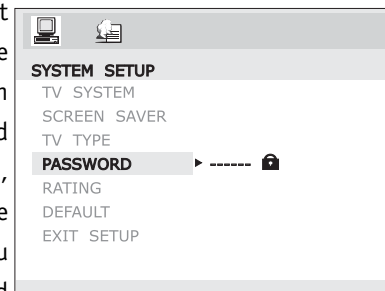 t
e
SYSTEM SETUP
n
TV SYSTEM
SCREEN SAVER
d
TV TYPE
,
PASSWORD ------
RATING
e
DEFAULT
u
EXIT SETUP
d